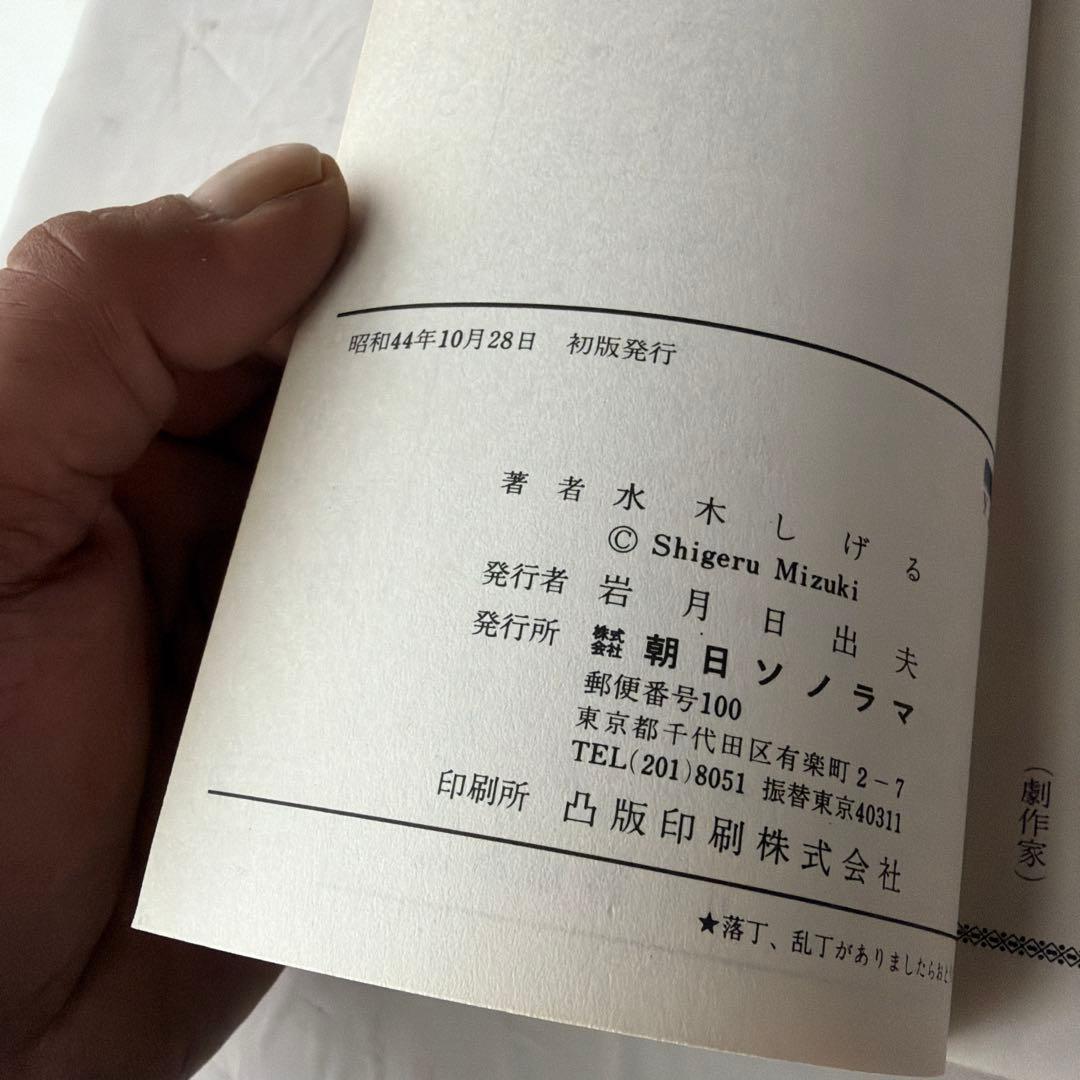 昭和44年10月28日 初版発行
著者 水木しげる
© Shigeru Mizuki
発行者 岩月日出夫
発行所 株式会社 朝日ソノラマ
郵便番号100
東京都千代田区有楽町2-7
TEL(201)8051 振替東京40311
印刷所 凸版印刷株式会社
★落丁、乱丁がありましたらおと
(劇作家)